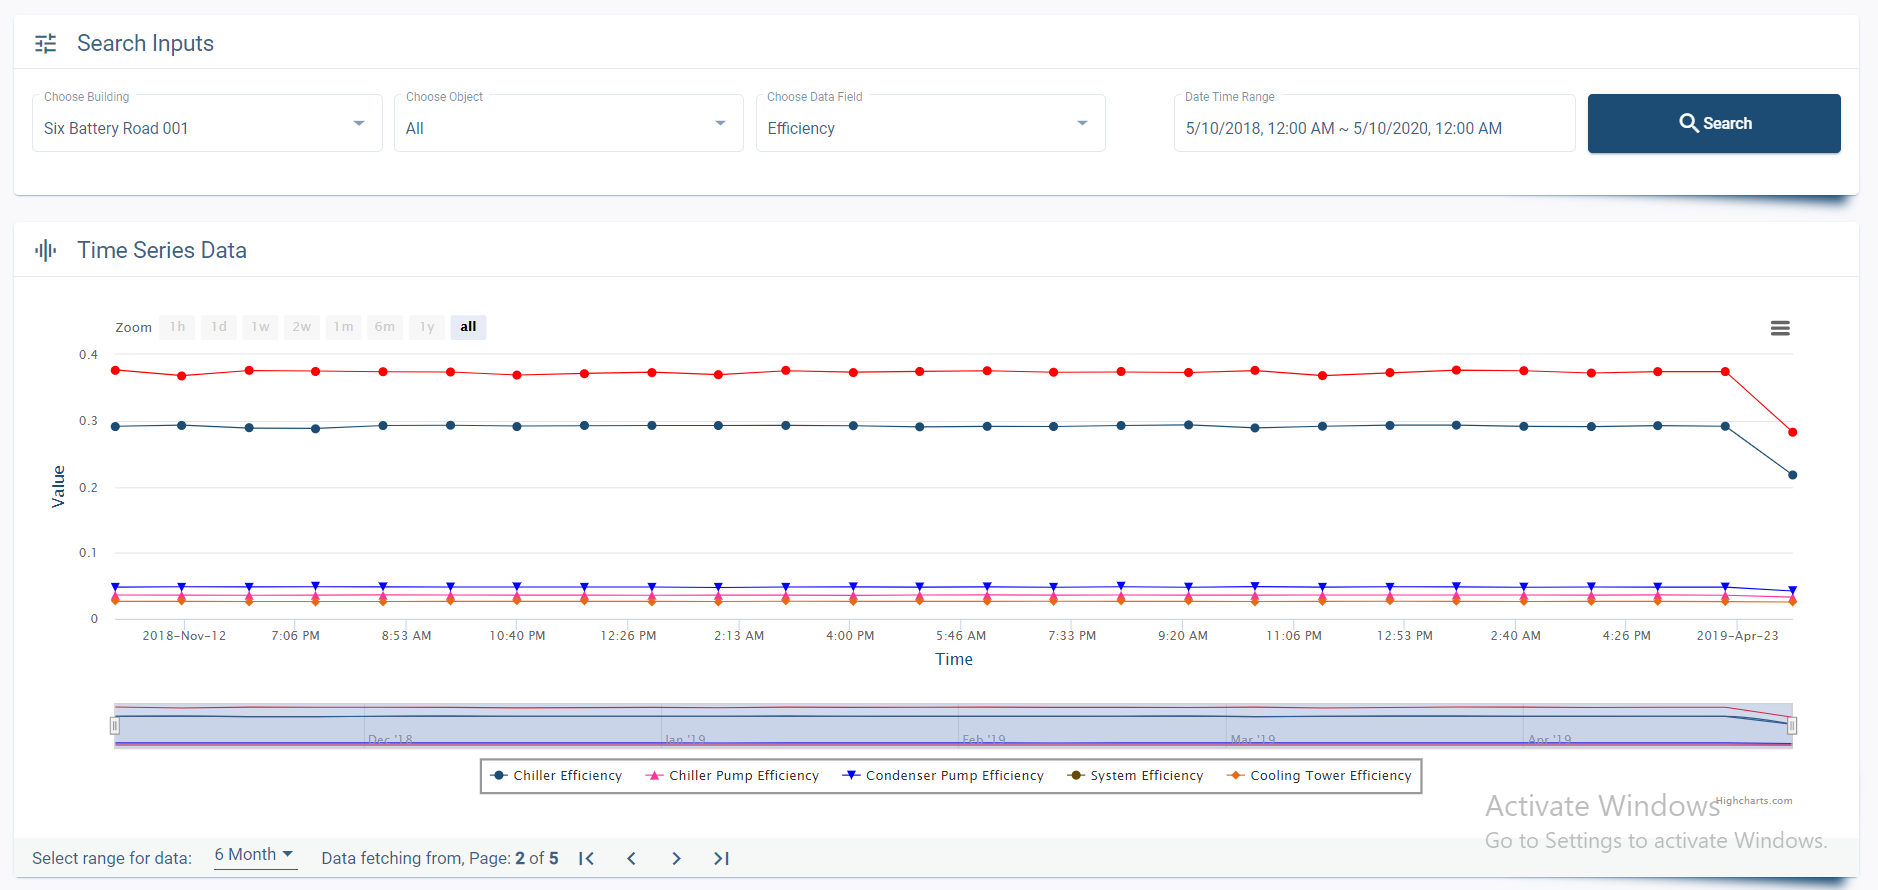 Search Inputs
Choose Building
Choose Object
Choose Data Field
Date Time Range
Six Battery Road 001
All
Efficiency
5/10/2018, 12:00 AM ~ 5/10/2020, 12:00 AM
Search
Time Series Data
Zoom 1h 1d 1w 2w 1m 6m 1y all
0.4
0.3
0.2
0.1
0
Value
2018-Nov-12 7:06 PM 8:53 AM 10:40 PM 12:26 PM 2:13 AM 4:00 PM 5:46 AM 7:33 PM 9:20 AM 11:06 PM 12:53 PM 2:40 AM 4:26 PM 2019-Apr-23
Time
Dec '18 Jan '19 Feb '19 Mar '19 Apr '19
Chiller Efficiency Chiller Pump Efficiency Condenser Pump Efficiency System Efficiency Cooling Tower Efficiency
Highcharts.com
Activate Windows
Go to Settings to activate Windows.
Select range for data: 6 Month Data fetching from, Page: 2 of 5